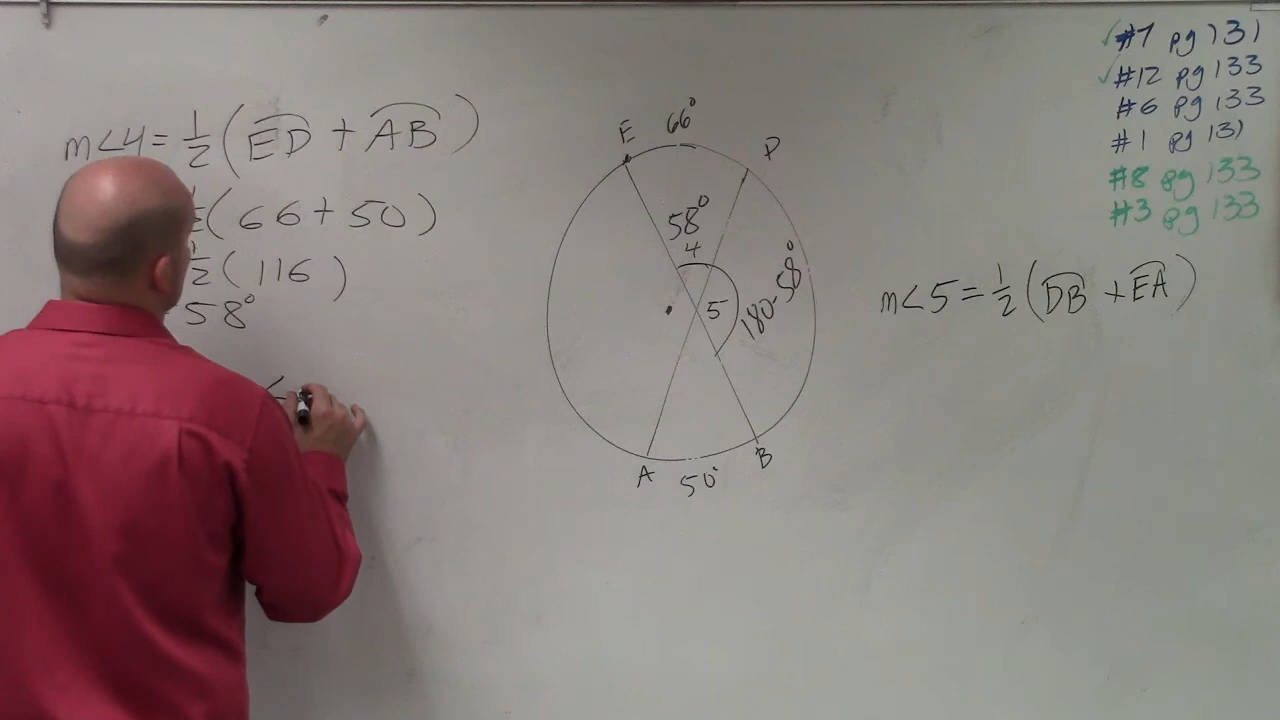 m<4 = 1/2 (ED + AB)
1/2 (66 + 50)
1/2 (116)
58°
<
E 66° D
58°
4
5
180-58°
A 50° B
m<5 = 1/2 (DB + EA)
✓#7 pg 131
✓#12 pg 133
#6 pg 133
#1 pg 131
#8 pg 133
#3 pg 133